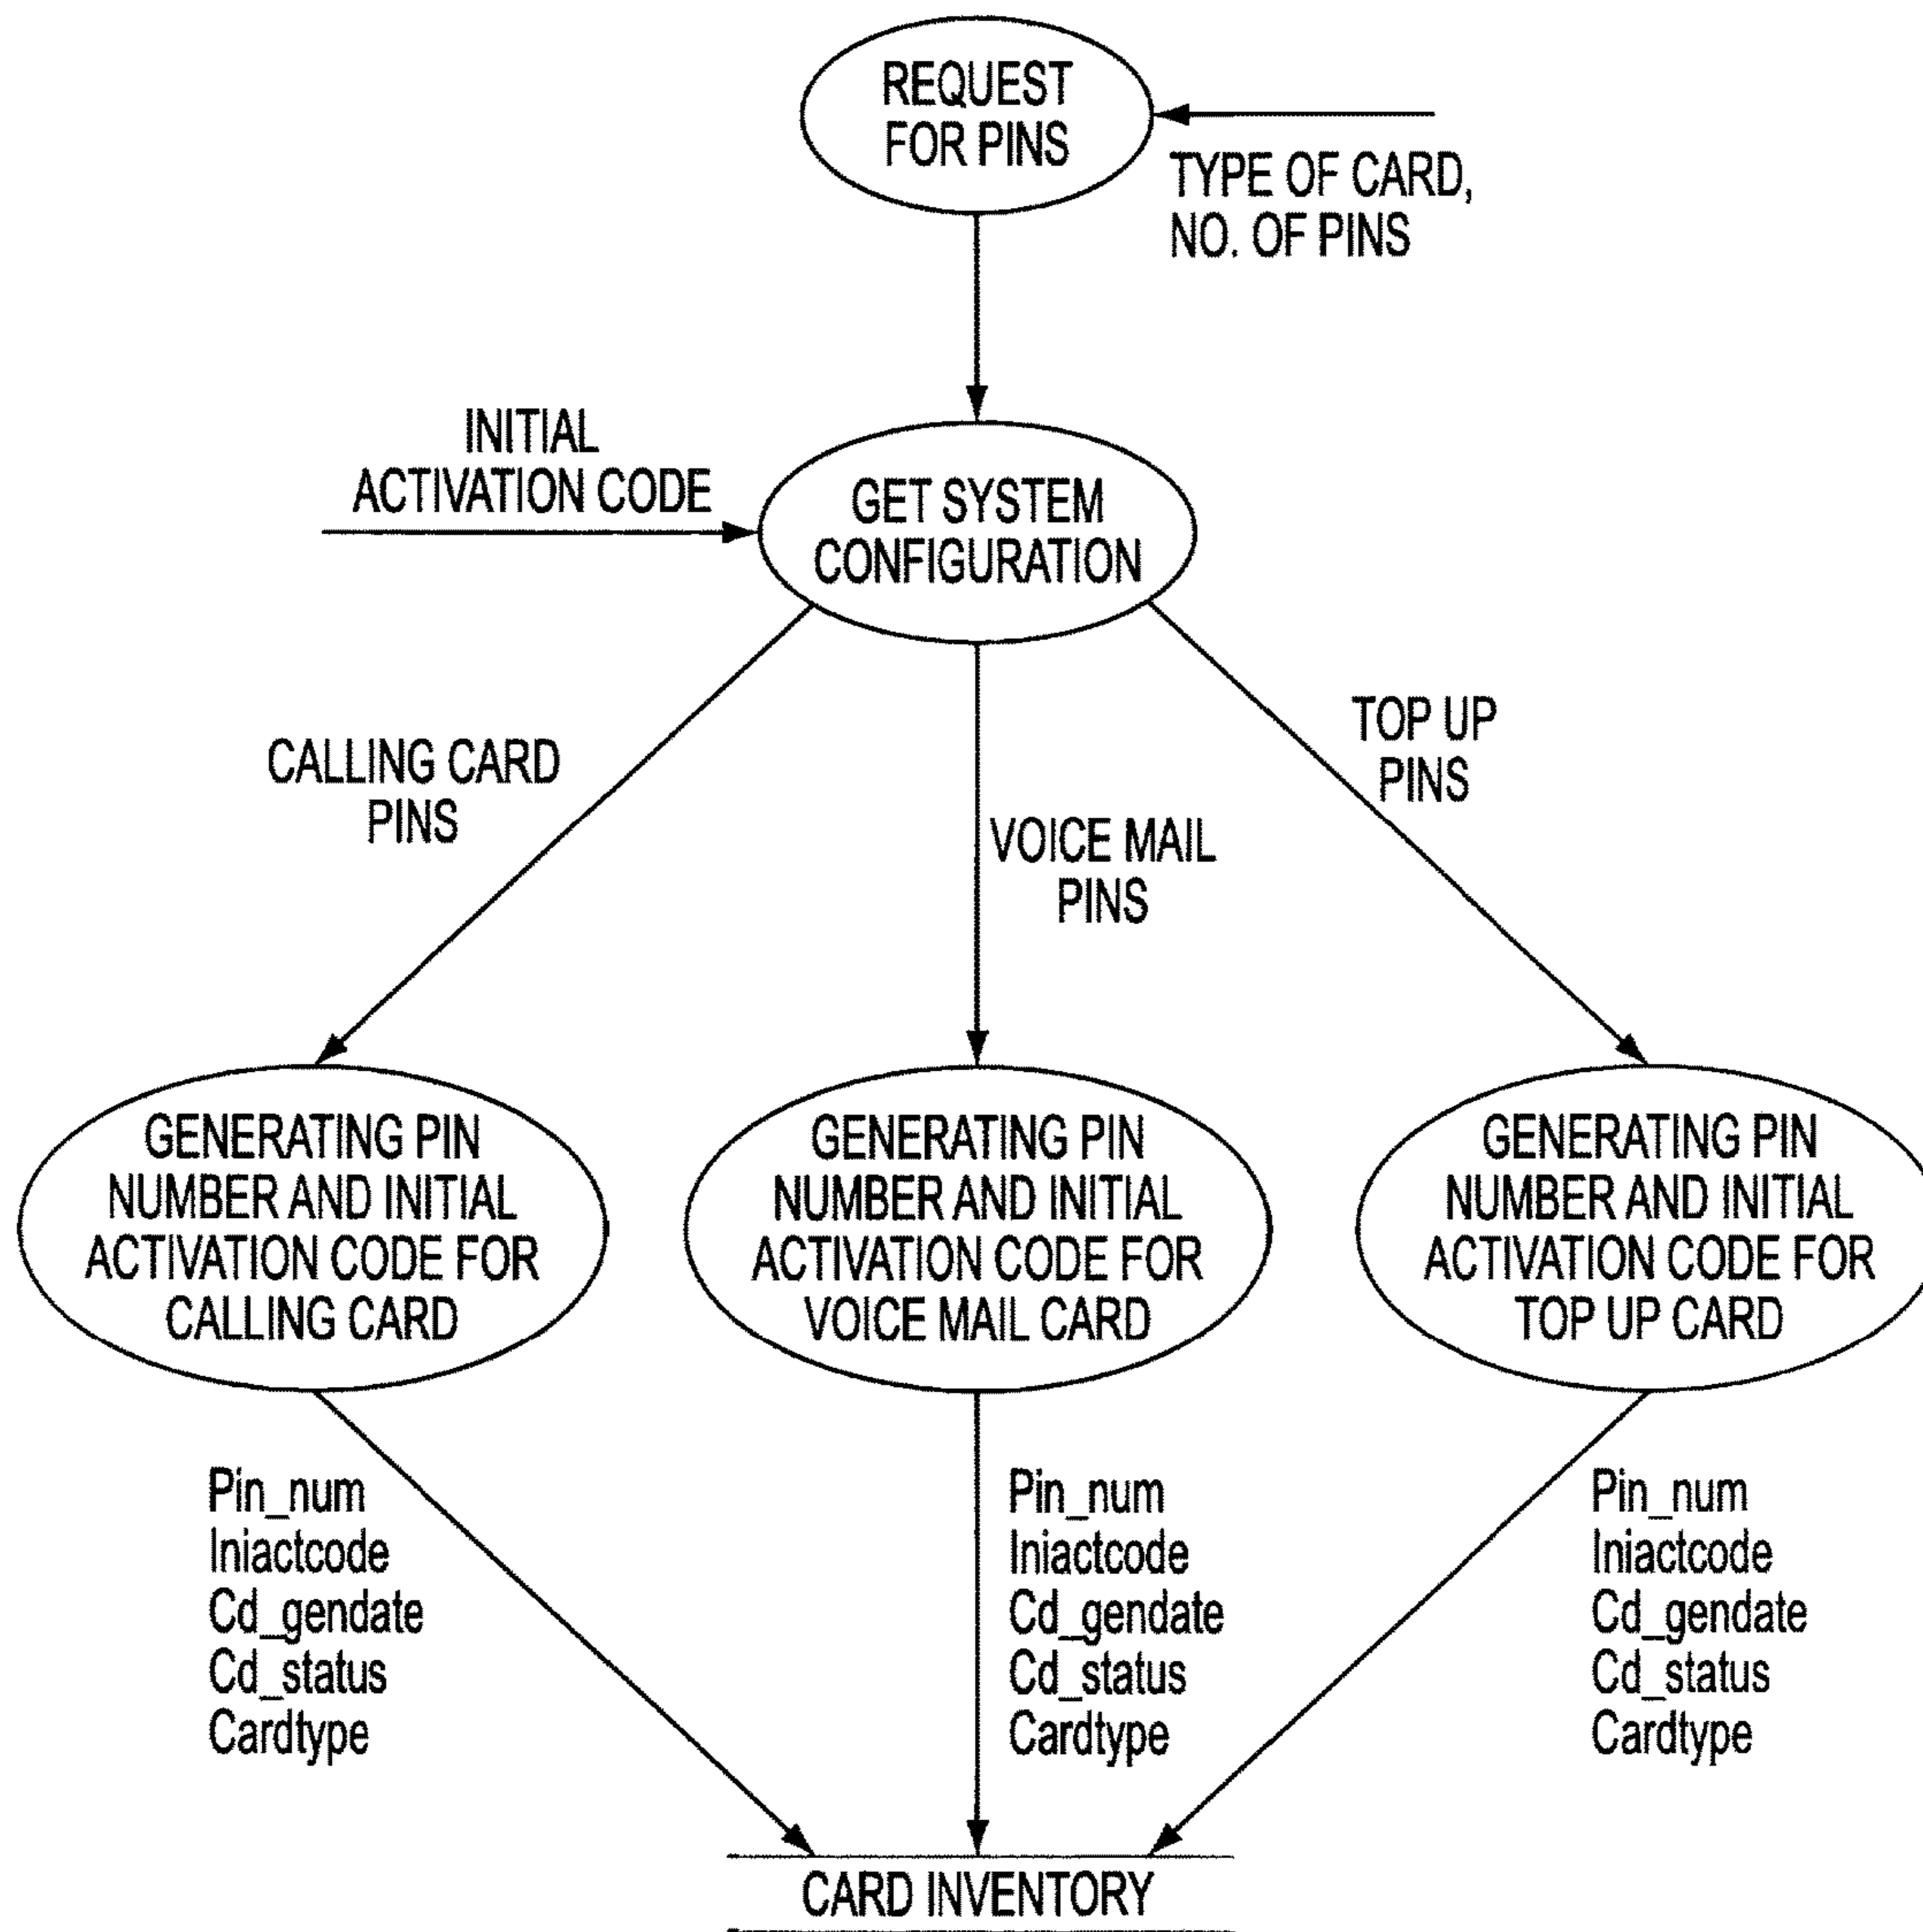 REQUEST
FOR PINS
TYPE OF CARD,
NO. OF PINS
INITIAL
ACTIVATION CODE
GET SYSTEM
CONFIGURATION
CALLING CARD
PINS
VOICE MAIL
PINS
TOP UP
PINS
GENERATING PIN
NUMBER AND INITIAL
ACTIVATION CODE FOR
CALLING CARD
GENERATING PIN
NUMBER AND INITIAL
ACTIVATION CODE FOR
VOICE MAIL CARD
GENERATING PIN
NUMBER AND INITIAL
ACTIVATION CODE FOR
TOP UP CARD
Pin_num
Iniactcode
Cd_gendate
Cd_status
Cardtype
Pin_num
Iniactcode
Cd_gendate
Cd_status
Cardtype
Pin_num
Iniactcode
Cd_gendate
Cd_status
Cardtype
CARD INVENTORY